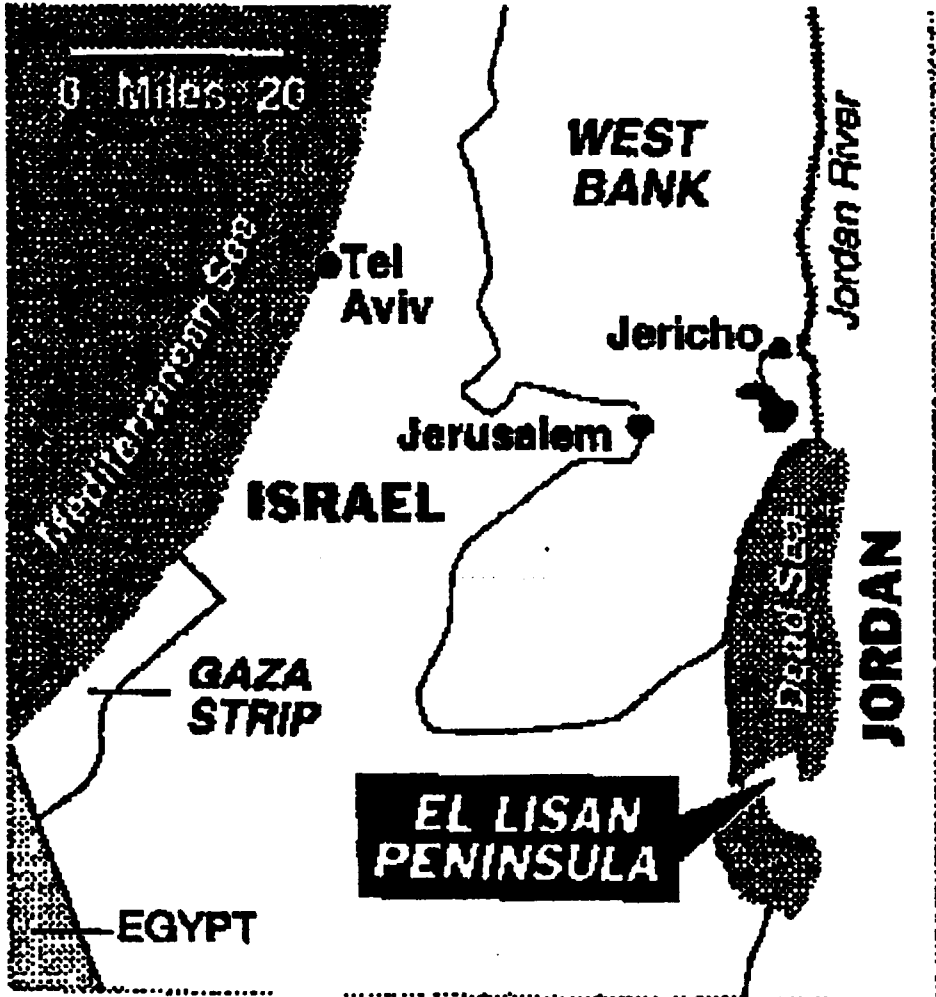 0 Miles 20
WEST
BANK
Jordan River
Mediterranean Sea
Tel
Aviv
Jericho
Jerusalem
ISRAEL
Dead Sea
JORDAN
GAZA
STRIP
EL LISAN
PENINSULA
EGYPT